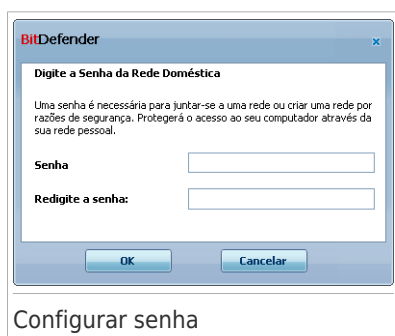 BitDefender
Digite a Senha da Rede Doméstica
Uma senha é necessária para juntar-se a uma rede ou criar uma rede por
razões de segurança. Protegerá o acesso ao seu computador através da
sua rede pessoal.
Senha
Redigite a senha:
OK
Cancelar
Configurar senha